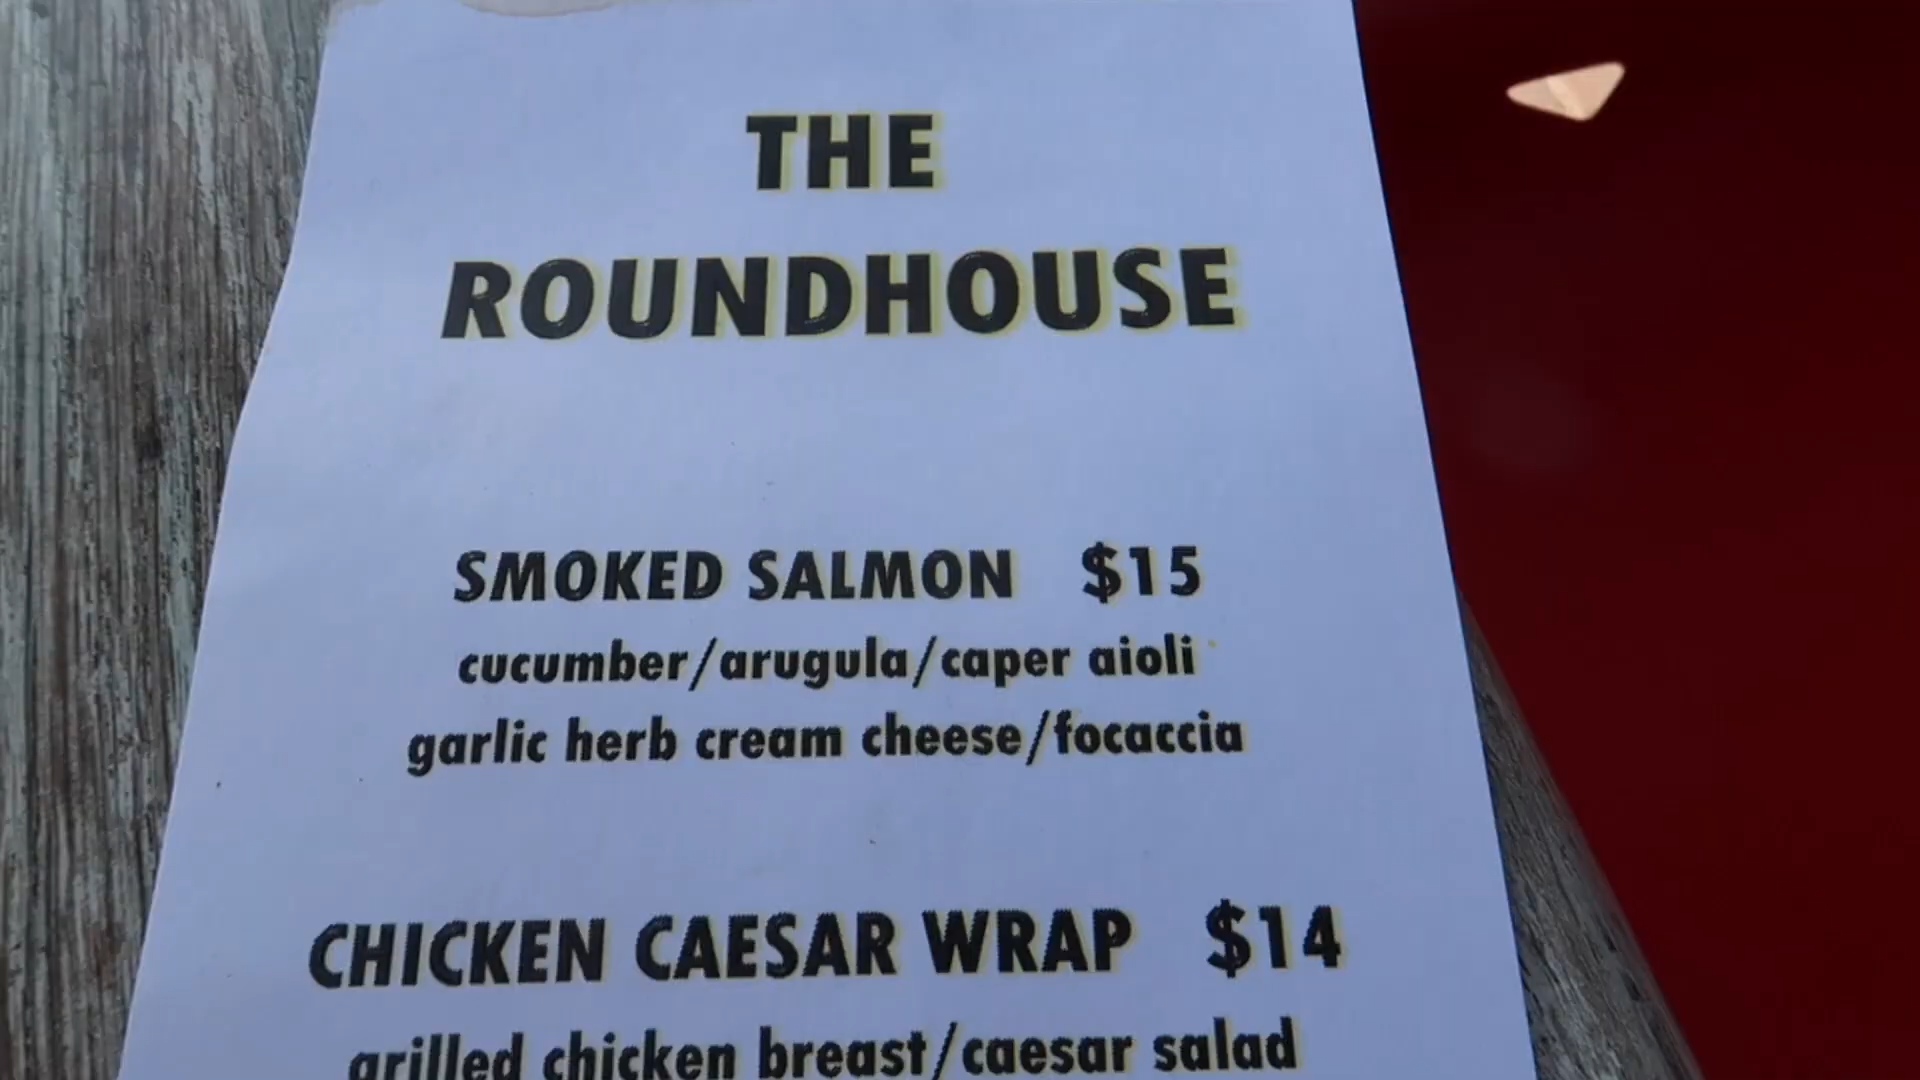 THE
ROUNDHOUSE
SMOKED SALMON $15
cucumber/arugula/caper aioli
garlic herb cream cheese/focaccia
CHICKEN CAESAR WRAP $14
grilled chicken breast/caesar salad